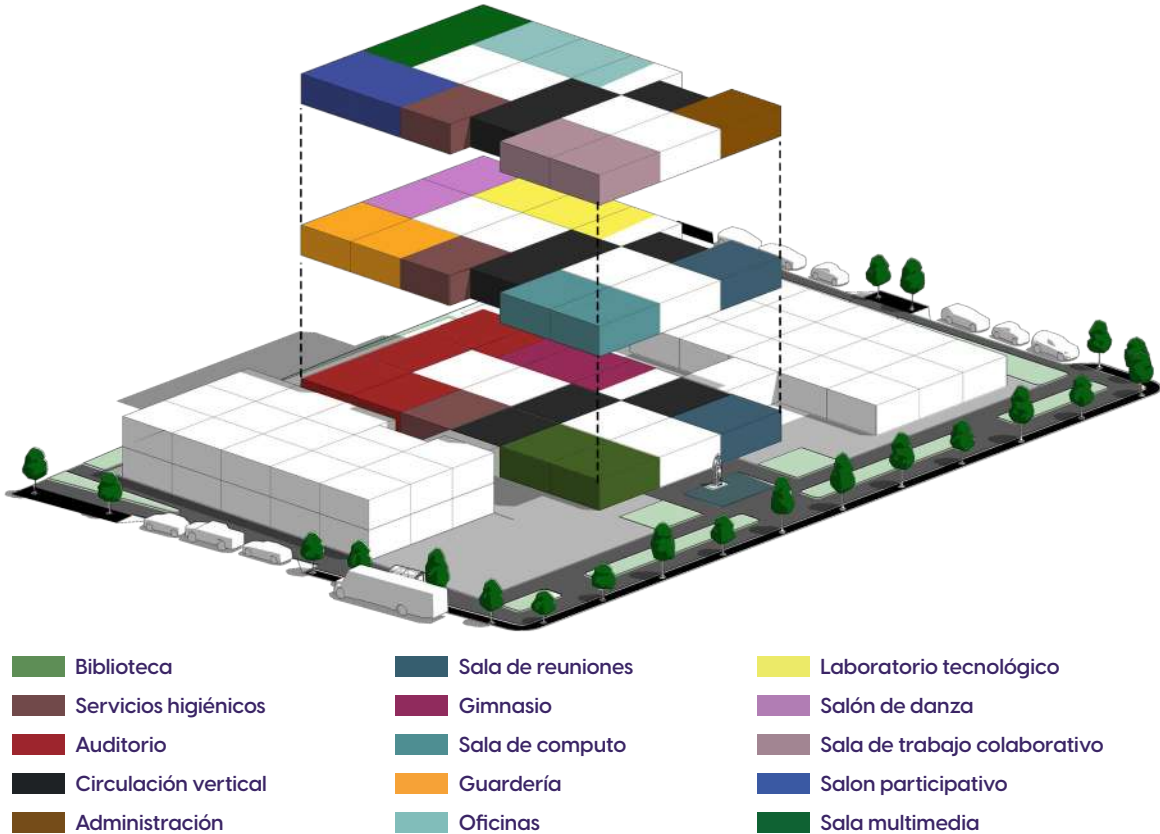 Biblioteca
Servicios higiénicos
Auditorio
Circulación vertical
Administración
Sala de reuniones
Gimnasio
Sala de computo
Guardería
Oficinas
Laboratorio tecnológico
Salón de danza
Sala de trabajo colaborativo
Salon participativo
Sala multimedia